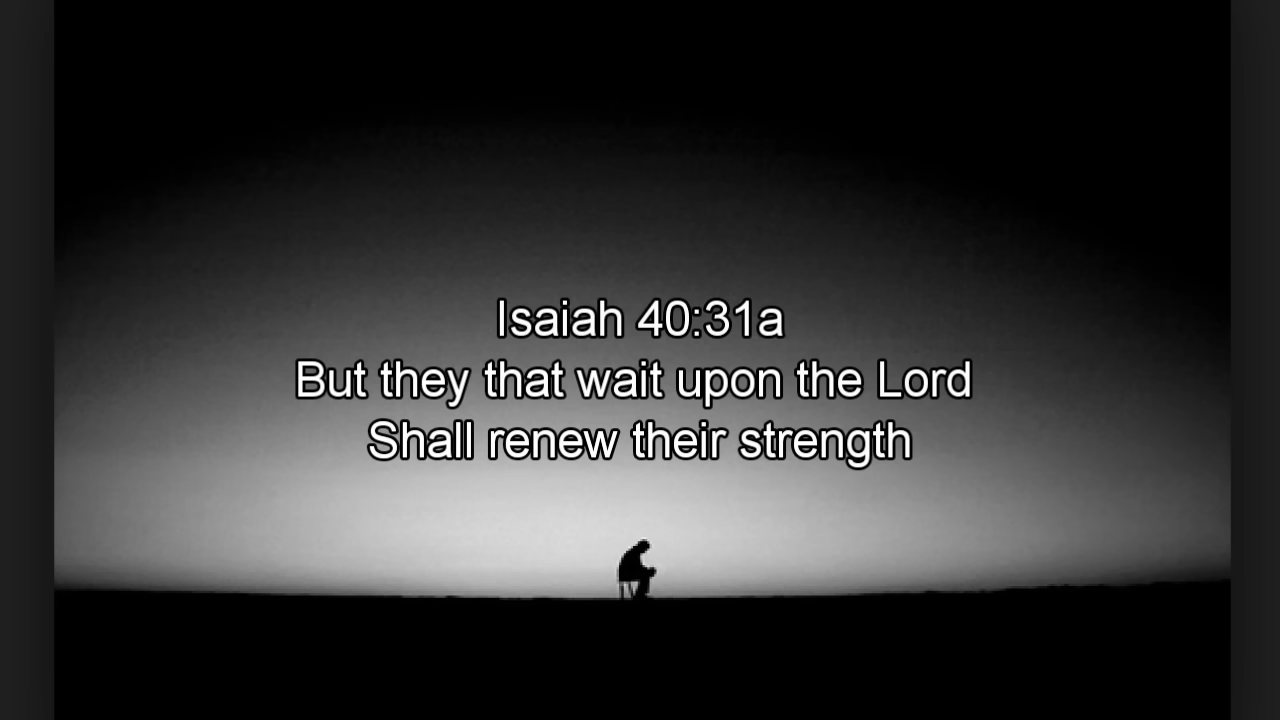 Isaiah 40:31a
But they that wait upon the Lord
Shall renew their strength